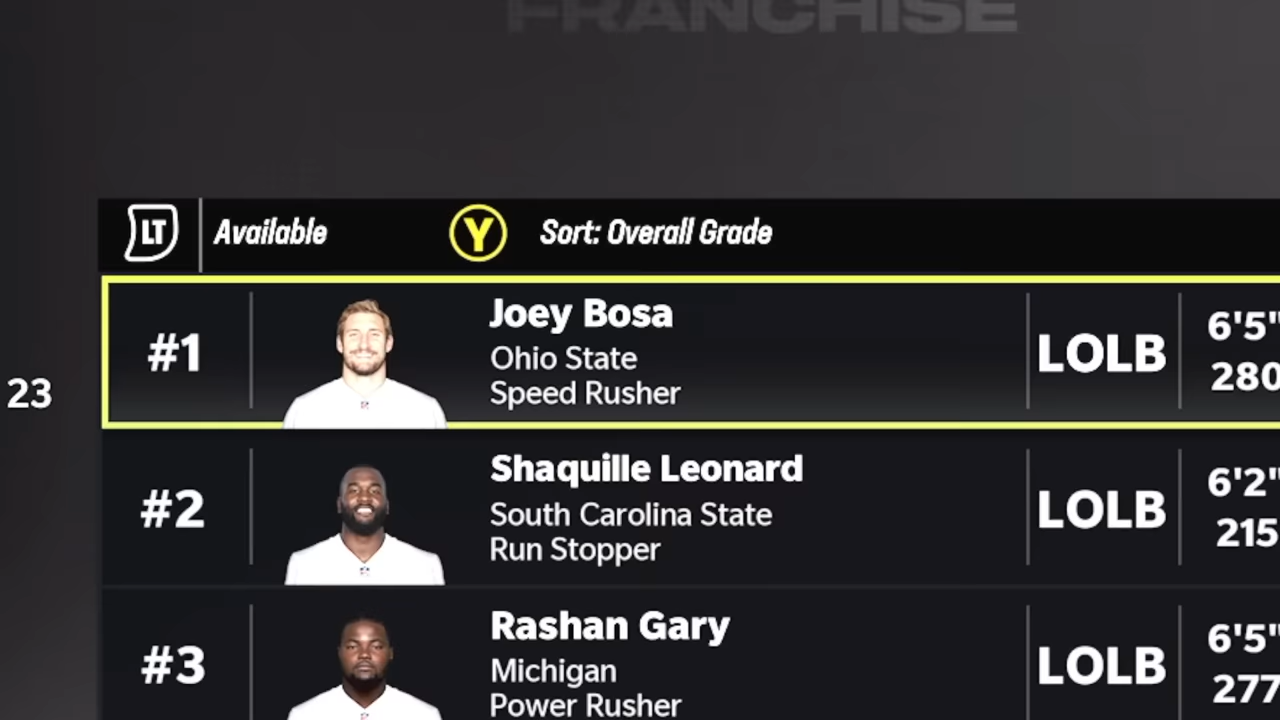 FRANCHISE
LT Available Y Sort: Overall Grade
23
#1 Joey Bosa LOLB 6'5"
Ohio State 280
Speed Rusher
#2 Shaquille Leonard LOLB 6'2"
South Carolina State 215
Run Stopper
#3 Rashan Gary LOLB 6'5"
Michigan 277
Power Rusher